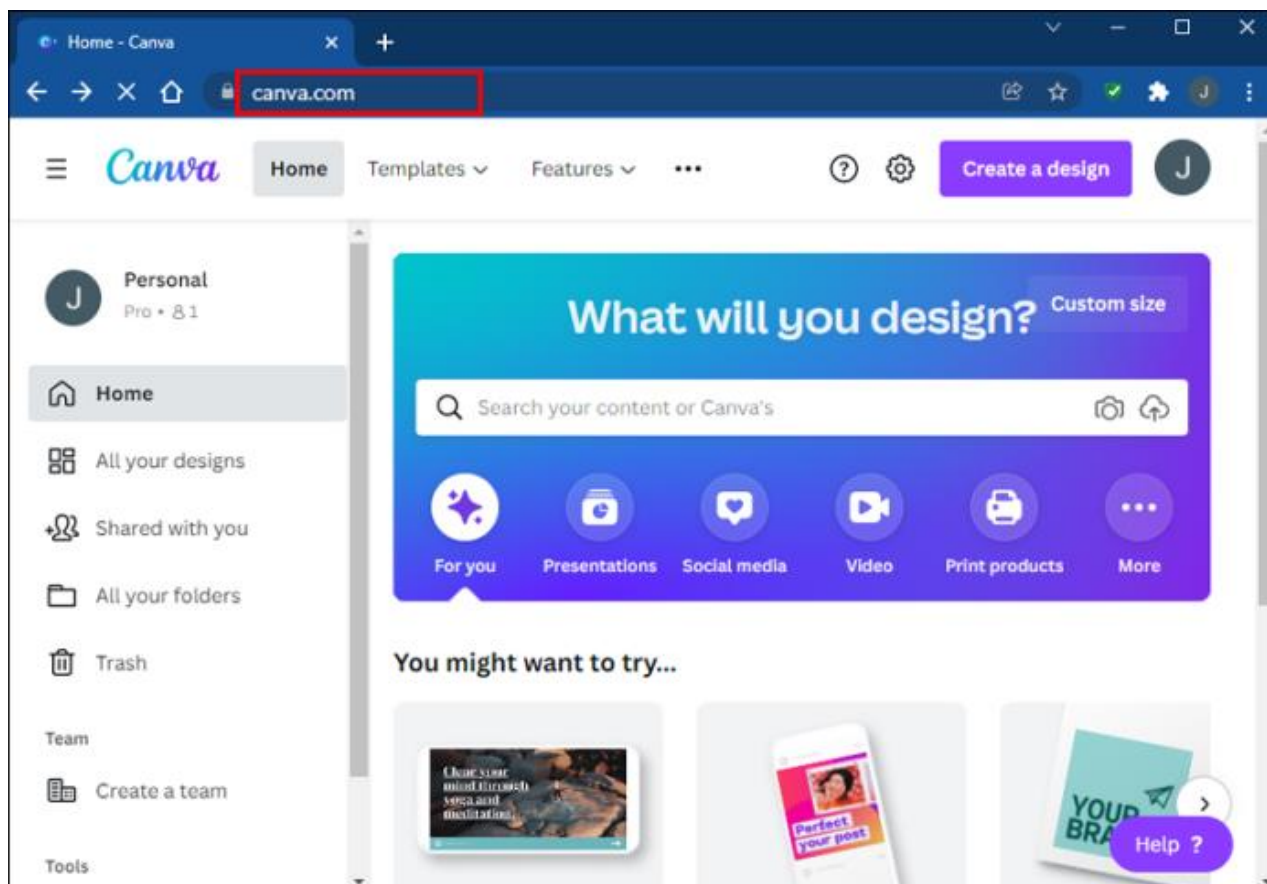 Home - Canva
canva.com
J
Canva
Home
Templates
Features
Create a design
J
J
Personal
Pro • 1
Home
All your designs
Shared with you
All your folders
Trash
Team
Create a team
Tools
What will you design?
Custom size
Search your content or Canva's
For you
Presentations
Social media
Video
Print products
More
You might want to try...
Clear your
mind through
yoga and
meditation.
Perfect
your post
YOUR
Help ?